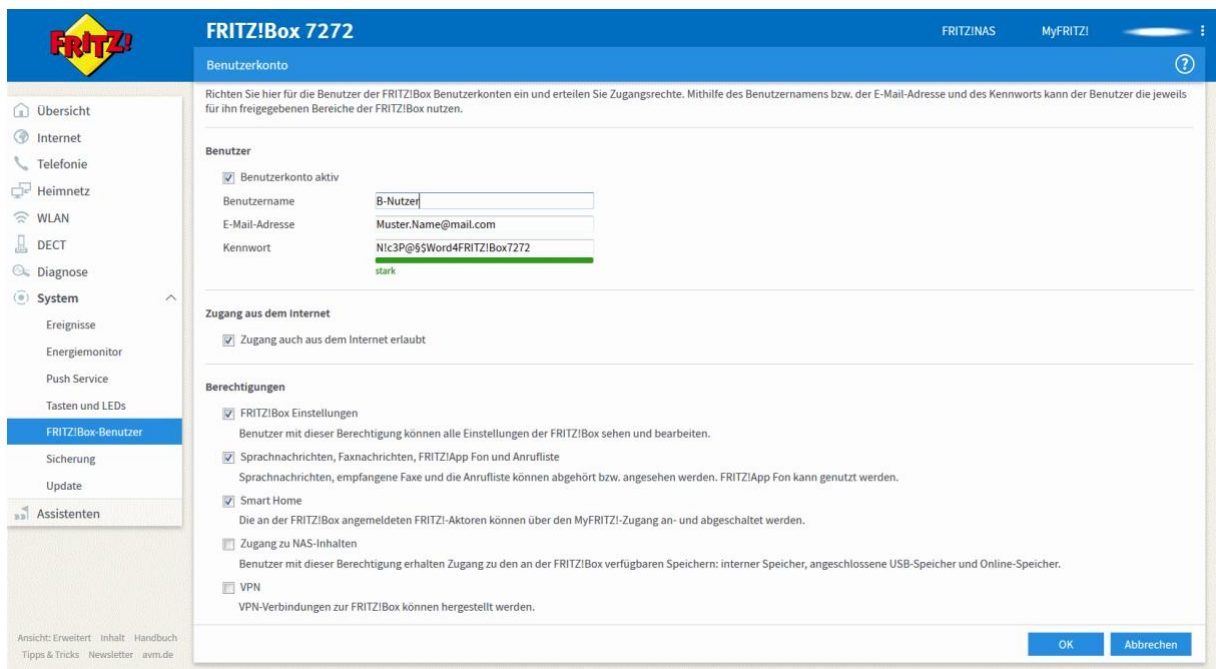 FRITZ!
FRITZ!Box 7272
FRITZ!NAS
MyFRITZ!
Benutzerkonto
?
Übersicht
Internet
Telefonie
Heimnetz
WLAN
DECT
Diagnose
System
Ereignisse
Energiemonitor
Push Service
Tasten und LEDs
FRITZ!Box-Benutzer
Sicherung
Update
Assistenten
Ansicht: Erweitert Inhalt Handbuch
Tipps & Tricks Newsletter avm.de
Richten Sie hier für die Benutzer der FRITZ!Box Benutzerkonten ein und erteilen Sie Zugangsrechte. Mithilfe des Benutzernamens bzw. der E-Mail-Adresse und des Kennworts kann der Benutzer die jeweils
für ihn freigegebenen Bereiche der FRITZ!Box nutzen.
Benutzer
Benutzerkonto aktiv
Benutzername B-Nutzer
E-Mail-Adresse Muster.Name@mail.com
Kennwort N!c3P@§$Word4FRITZ!Box7272
stark
Zugang aus dem Internet
Zugang auch aus dem Internet erlaubt
Berechtigungen
FRITZ!Box Einstellungen
Benutzer mit dieser Berechtigung können alle Einstellungen der FRITZ!Box sehen und bearbeiten.
Sprachnachrichten, Faxnachrichten, FRITZ!App Fon und Anrufliste
Sprachnachrichten, empfangene Faxe und die Anrufliste können abgehört bzw. angesehen werden. FRITZ!App Fon kann genutzt werden.
Smart Home
Die an der FRITZ!Box angemeldeten FRITZ!-Aktoren können über den MyFRITZ!-Zugang an- und abgeschaltet werden.
Zugang zu NAS-Inhalten
Benutzer mit dieser Berechtigung erhalten Zugang zu den an der FRITZ!Box verfügbaren Speichern: interner Speicher, angeschlossene USB-Speicher und Online-Speicher.
VPN
VPN-Verbindungen zur FRITZ!Box können hergestellt werden.
OK
Abbrechen